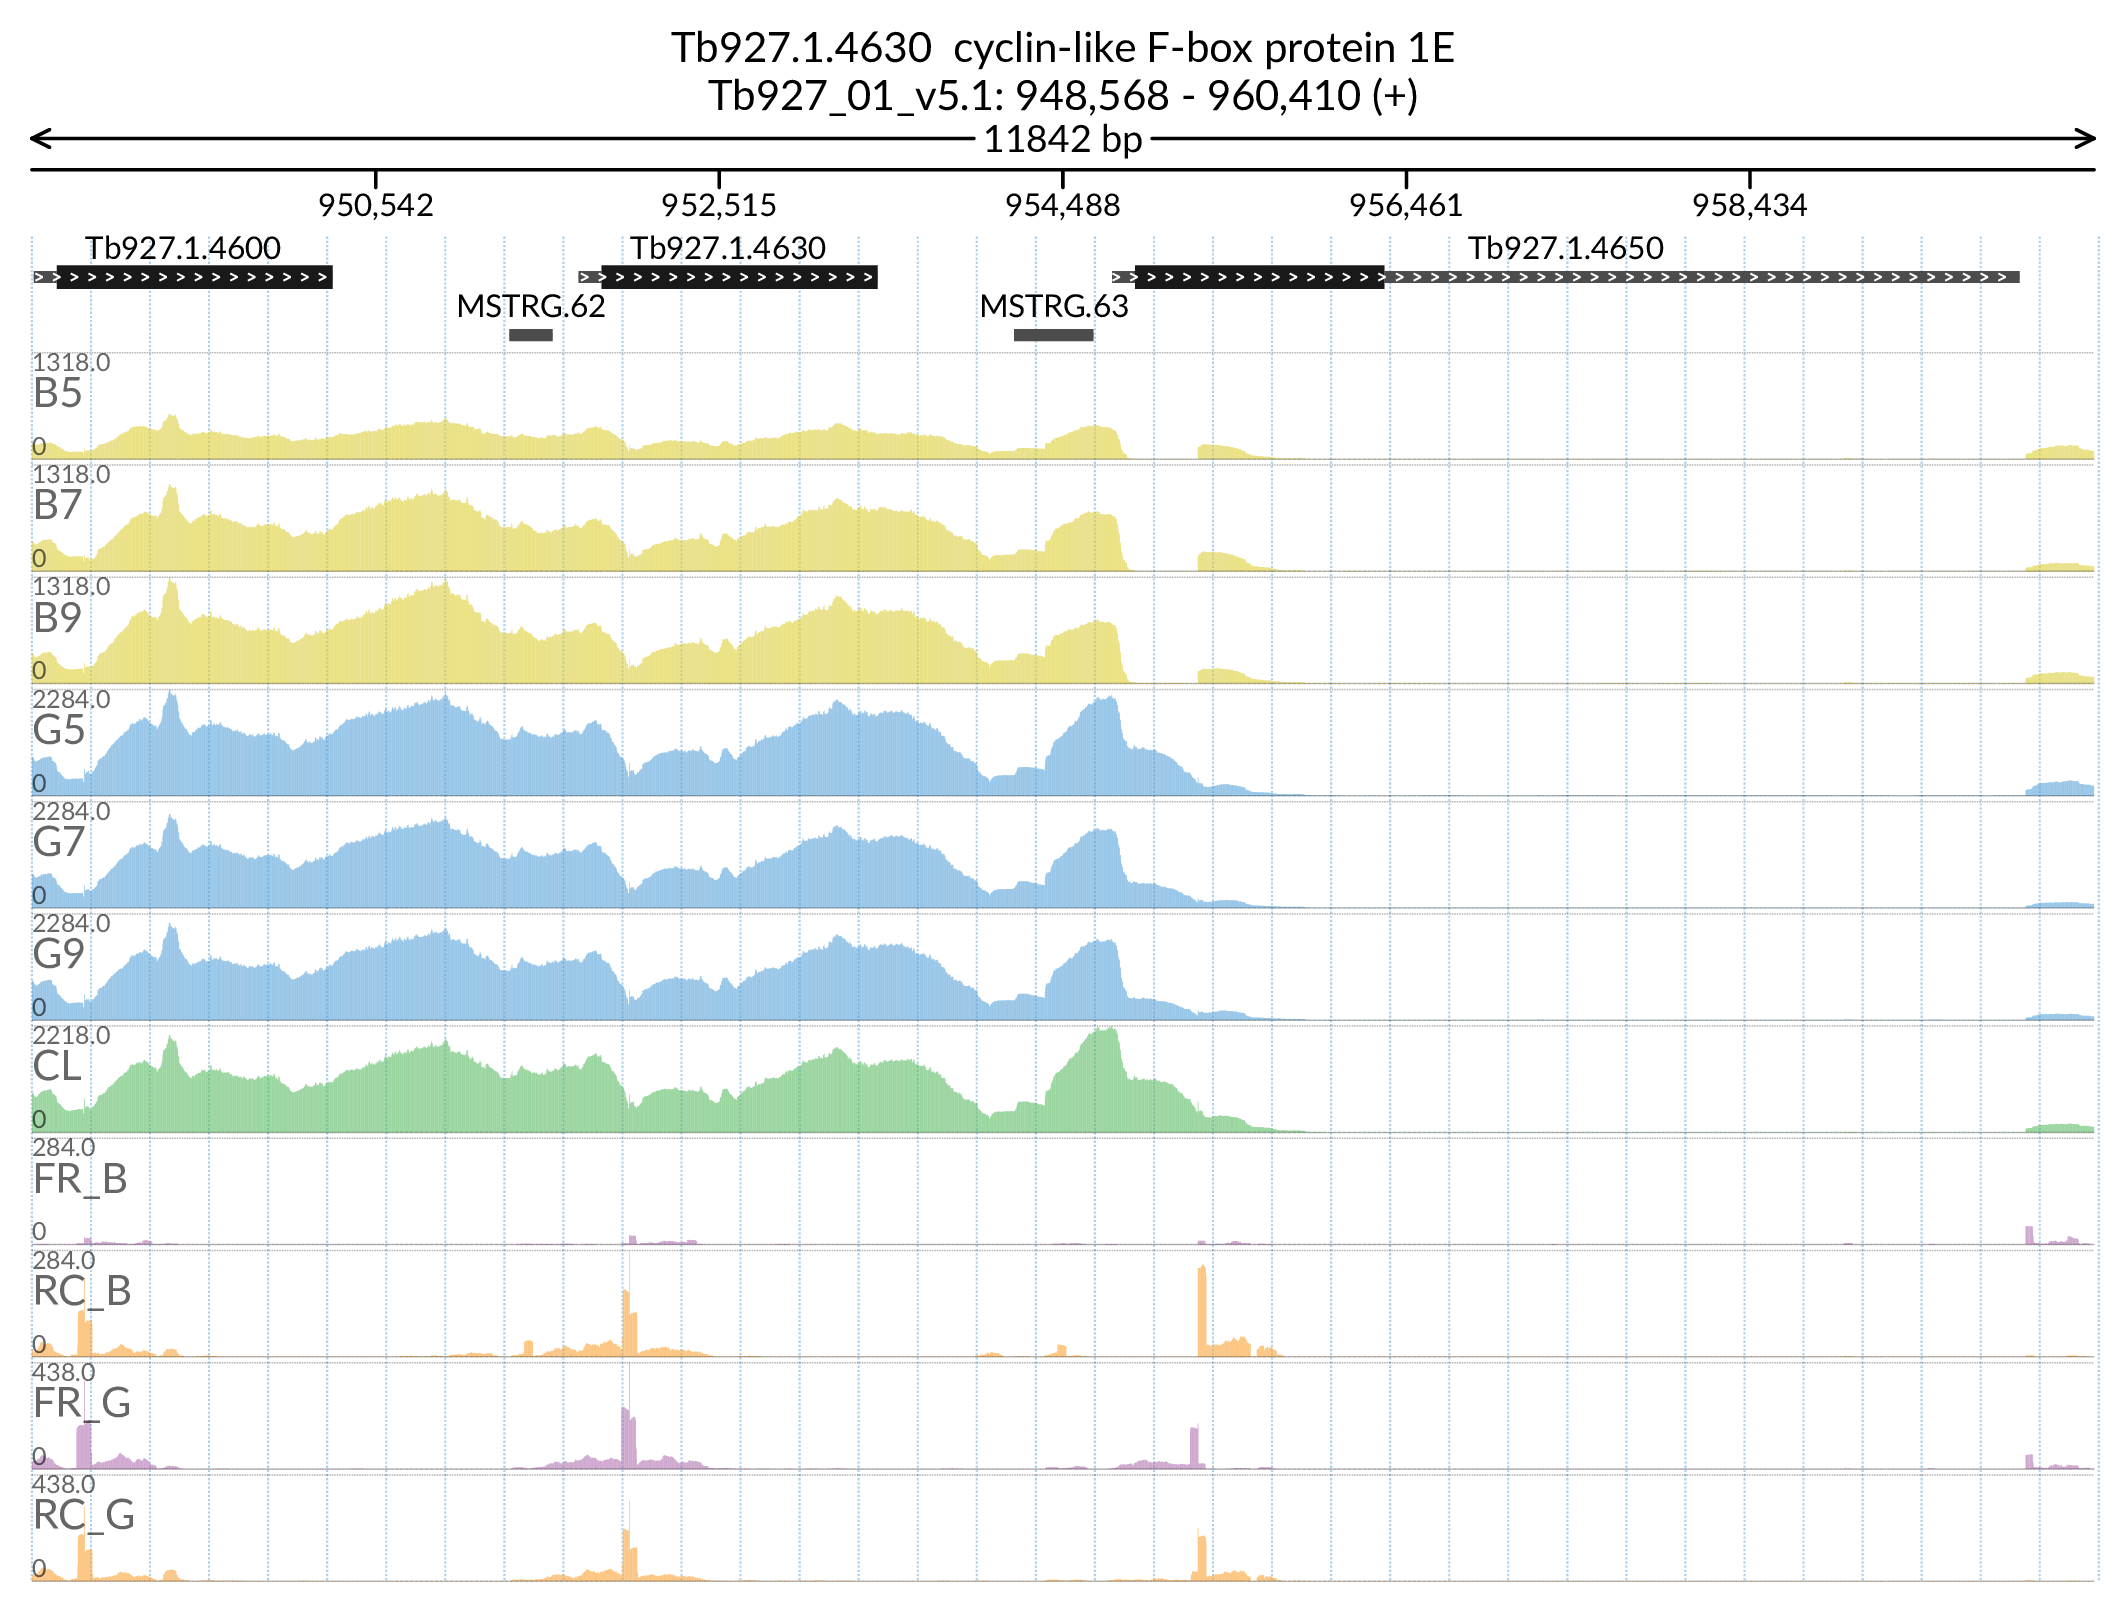 Tb927.1.4630  cyclin-like F-box protein 1E
Tb927_01_v5.1: 948,568 - 960,410 (+)
11842 bp
950,542 952,515 954,488 956,461 958,434
Tb927.1.4600 Tb927.1.4630 Tb927.1.4650
MSTRG.62 MSTRG.63
1318.0
B5
0
1318.0
B7
0
1318.0
B9
0
2284.0
G5
0
2284.0
G7
0
2284.0
G9
0
2218.0
CL
0
284.0
FR_B
0
284.0
RC_B
0
438.0
FR_G
0
438.0
RC_G
0